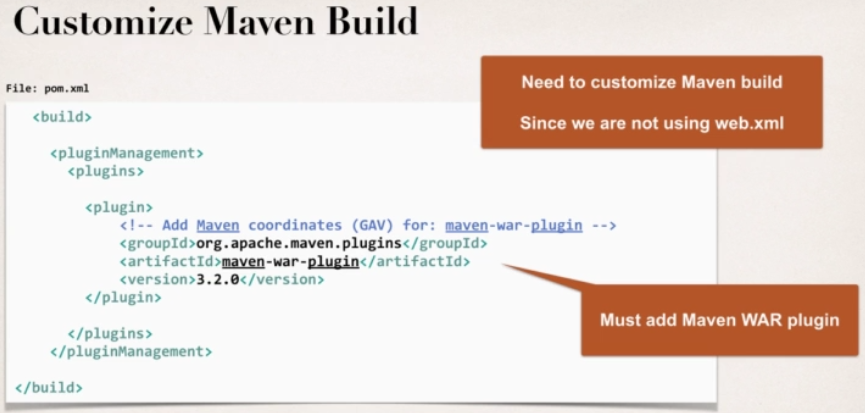 Customize Maven Build
File: pom.xml
Need to customize Maven build
Since we are not using web.xml
<build>
<pluginManagement>
<plugins>
<plugin>
<!-- Add Maven coordinates (GAV) for: maven-war-plugin -->
<groupId>org.apache.maven.plugins</groupId>
<artifactId>maven-war-plugin</artifactId>
<version>3.2.0</version>
</plugin>
Must add Maven WAR plugin
</plugins>
</pluginManagement>
</build>